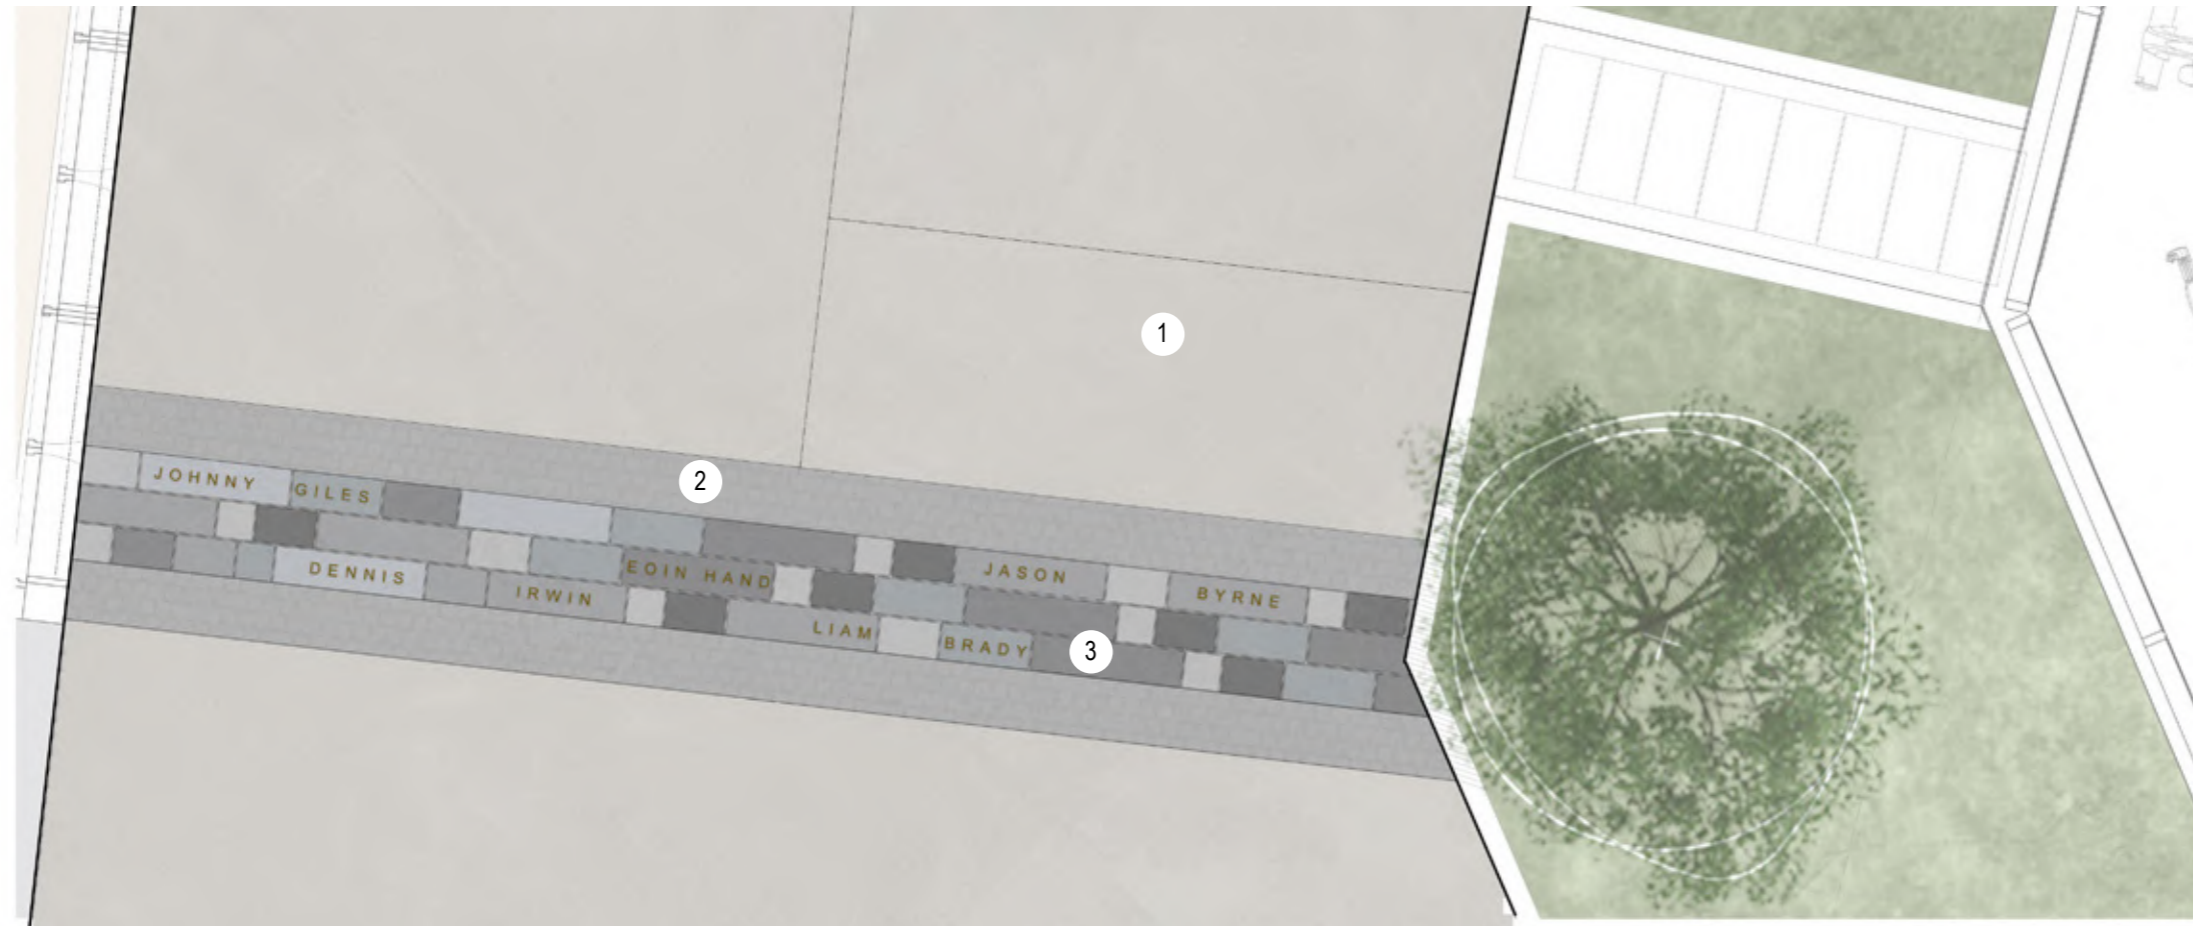 1
2
JOHNNY GILES
JASON BYRNE
EOIN HAND
DENNIS IRWIN
LIAM BRADY
3